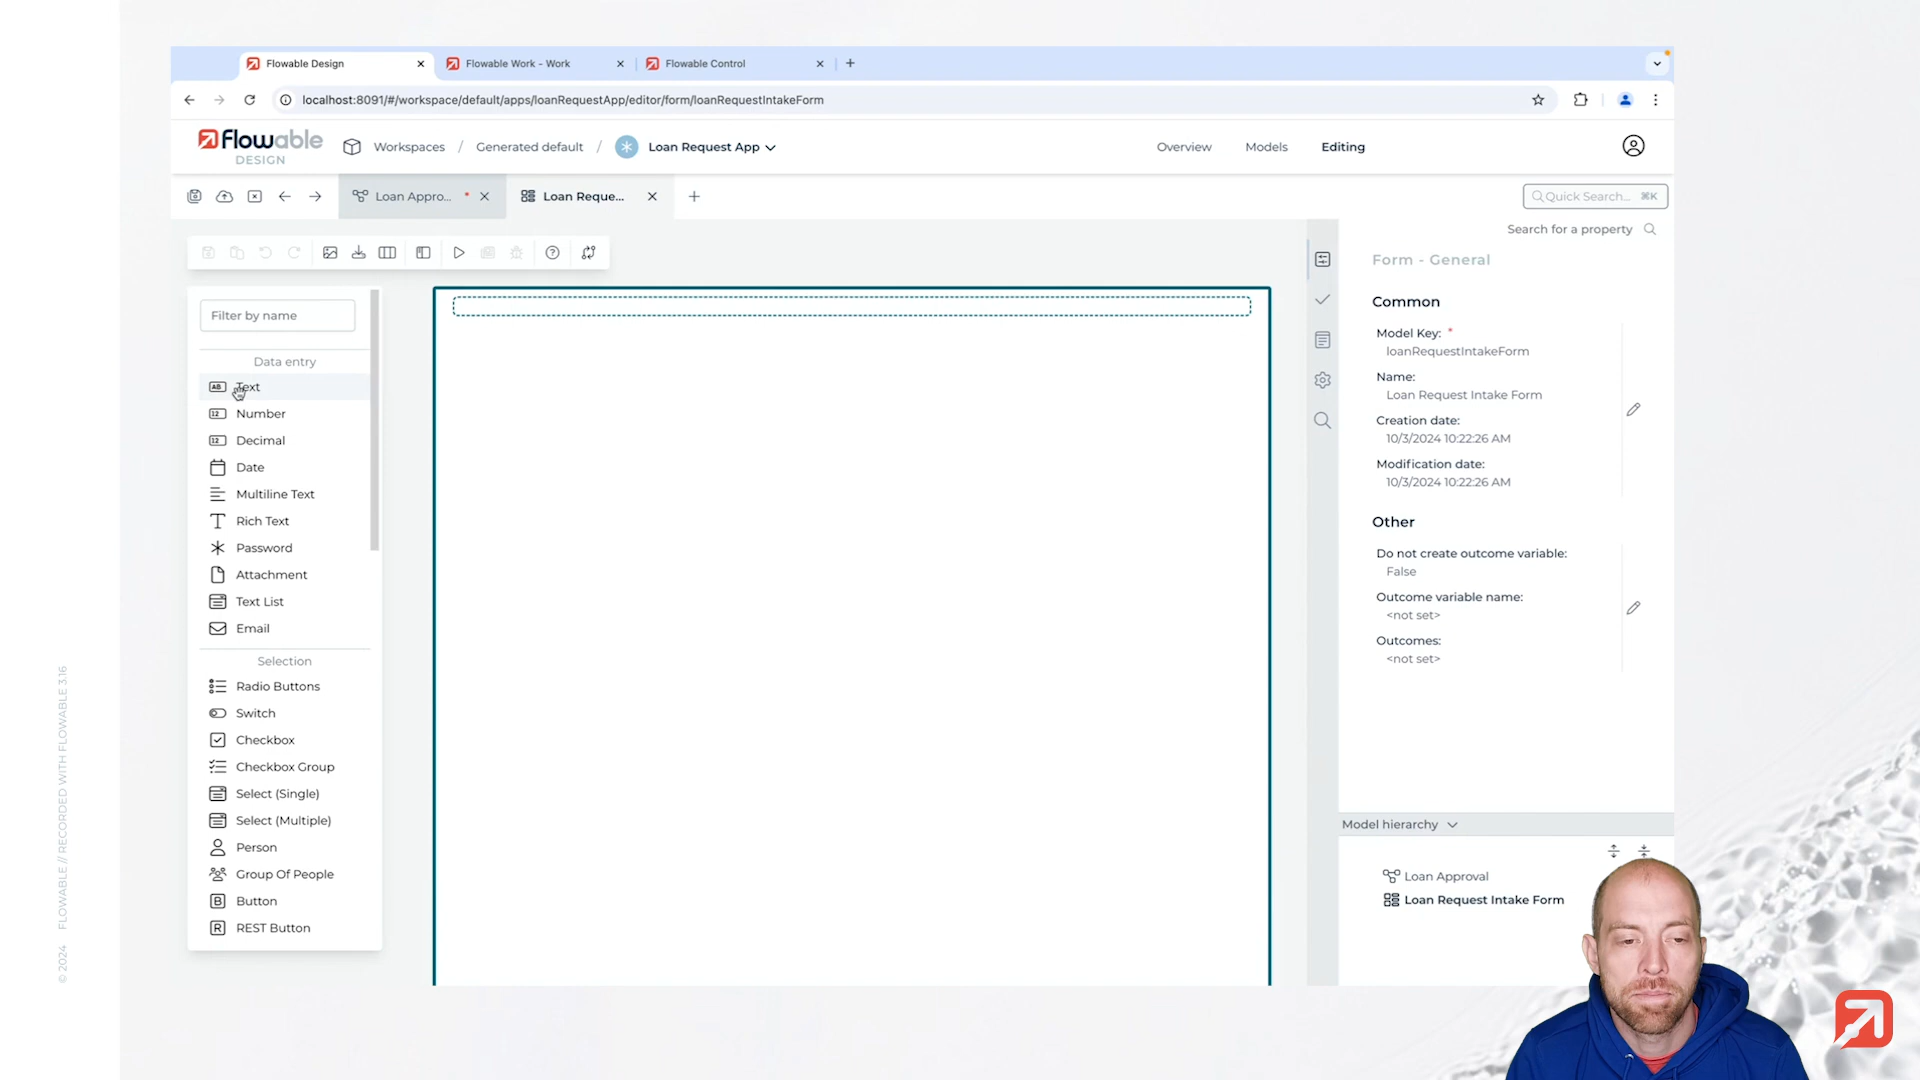 Flowable Design
Flowable Work - Work
Flowable Control
localhost:8091/#/workspace/default/apps/loanRequestApp/editor/form/loanRequestIntakeForm
Flowable
DESIGN
Workspaces / Generated default / Loan Request App
Overview
Models
Editing
Loan Appro... *
Loan Reque...
Quick Search... ⌘K
Search for a property
Filter by name
Data entry
Text
Number
Decimal
Date
Multiline Text
Rich Text
Password
Attachment
Text List
Email
Selection
Radio Buttons
Switch
Checkbox
Checkbox Group
Select (Single)
Select (Multiple)
Person
Group Of People
Button
REST Button
Form - General
Common
Model Key: *
loanRequestIntakeForm
Name:
Loan Request Intake Form
Creation date:
10/3/2024 10:22:26 AM
Modification date:
10/3/2024 10:22:26 AM
Other
Do not create outcome variable:
False
Outcome variable name:
<not set>
Outcomes:
<not set>
Model hierarchy
Loan Approval
Loan Request Intake Form
© 2024 FLOWABLE // RECORDED WITH FLOWABLE 3.16